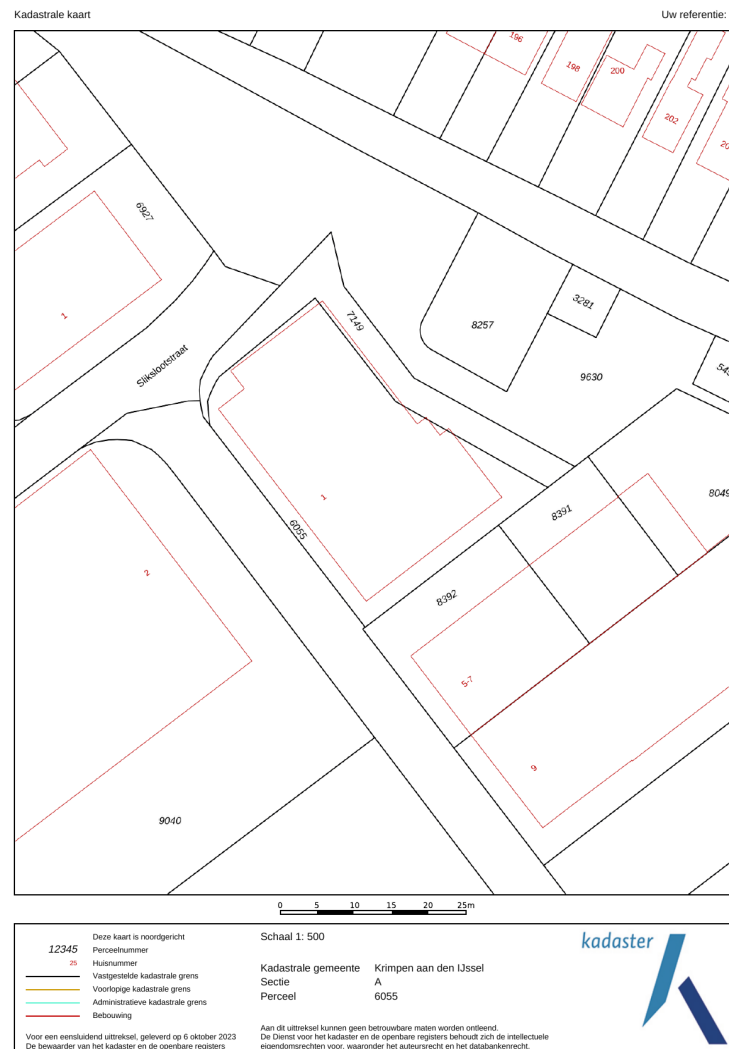 Kadastrale kaart
Uw referentie:
196
198
200
202
6927
3281
7149
8257
1
Slikslootstraat
9630
8049
1
8391
6055
2
8392
5-7
9
9040
0 5 10 15 20 25m
Deze kaart is noordgericht
12345 Perceelnummer
25 Huisnummer
Vastgestelde kadastrale grens
Voorlopige kadastrale grens
Administratieve kadastrale grens
Bebouwing
Voor een eensluidend uittreksel, geleverd op 6 oktober 2023
De bewaarder van het kadaster en de openbare registers
Schaal 1: 500
Kadastrale gemeente Krimpen aan den IJssel
Sectie A
Perceel 6055
Aan dit uittreksel kunnen geen betrouwbare maten worden ontleend.
De Dienst voor het kadaster en de openbare registers behoudt zich de intellectuele
eigendomsrechten voor, waaronder het auteursrecht en het databankenrecht.
kadaster